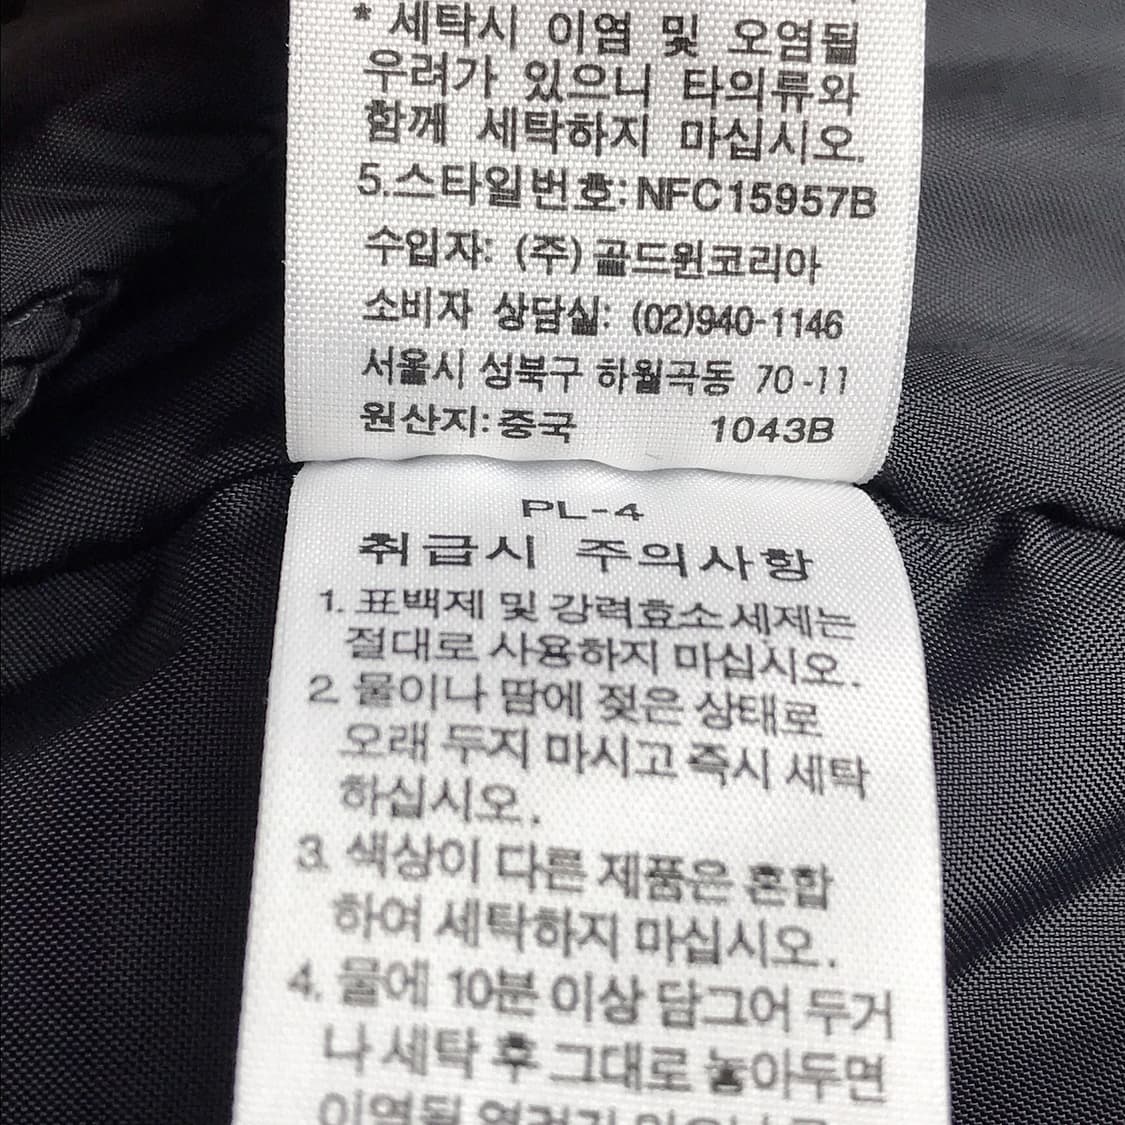 * 세탁시 이염 및 오염될
우려가 있으니 타의류와
함께 세탁하지 마십시오.
5.스타일번호:NFC15957B
수입자: (주)골드윈코리아
소비자 상담실: (02)940-1146
서울시 성북구 하월곡동 70-11
원산지:중국 1043B
PL-4
취급시 주의사항
1. 표백제 및 강력효소세제는
절대로 사용하지 마십시오.
2. 물이나 땀에 젖은 상태로
오래 두지 마시고 즉시 세탁
하십시오.
3. 색상이 다른 제품은 혼합
하여 세탁하지 마십시오.
4. 물에 10분 이상 담그어 두거
나 세탁 후 그대로 놓아두면
이염될